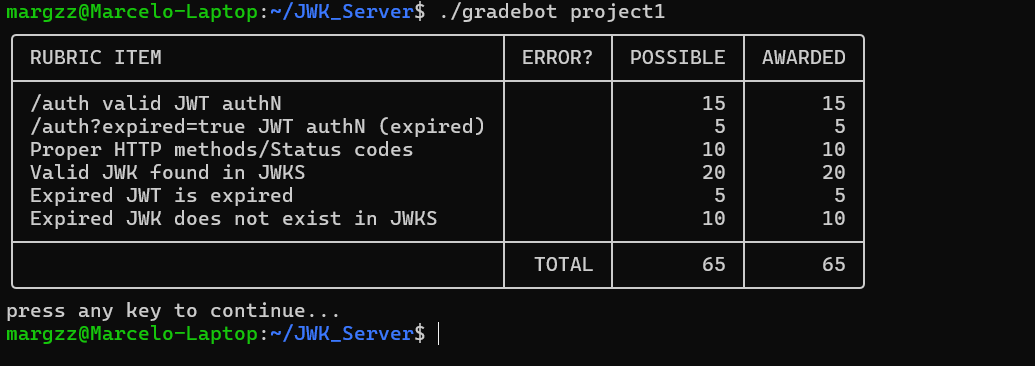 margzz@Marcelo-Laptop:~/JWK_Server$ ./gradebot project1
RUBRIC ITEM ERROR? POSSIBLE AWARDED
/auth valid JWT authN 15 15
/auth?expired=true JWT authN (expired) 5 5
Proper HTTP methods/Status codes 10 10
Valid JWK found in JWKS 20 20
Expired JWT is expired 5 5
Expired JWK does not exist in JWKS 10 10
TOTAL 65 65
press any key to continue...
margzz@Marcelo-Laptop:~/JWK_Server$